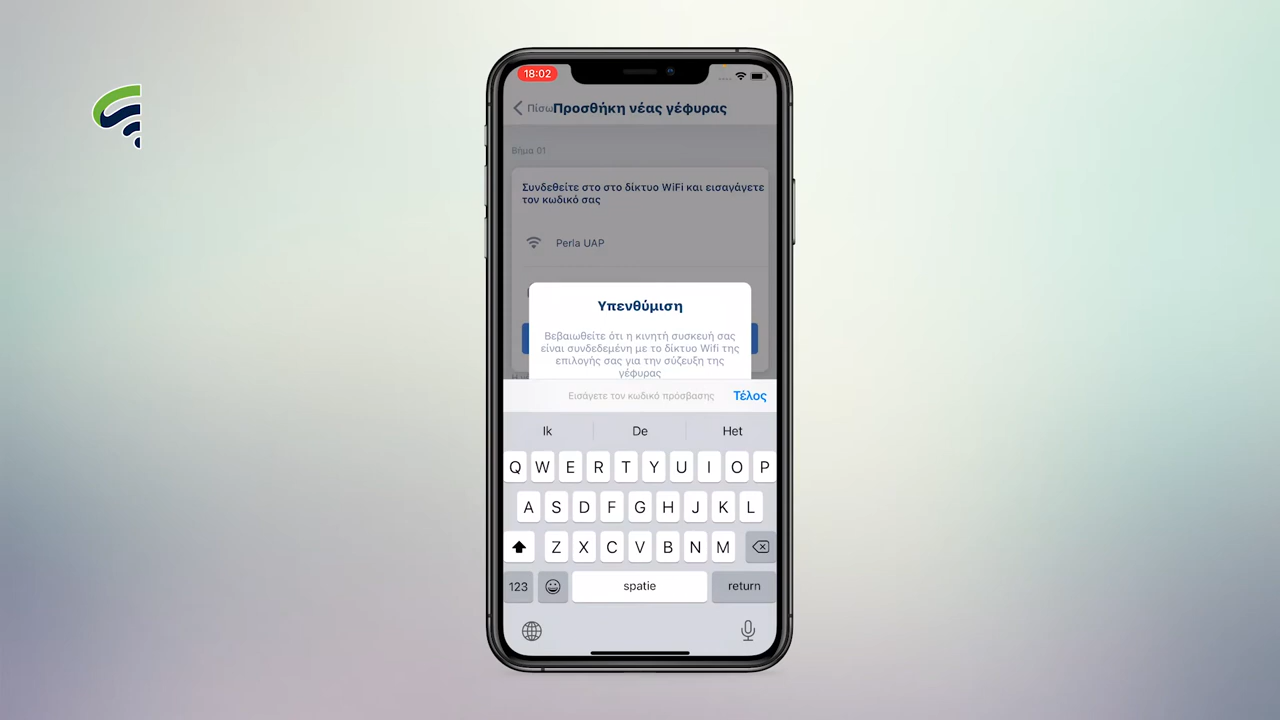 18:02
Πίσω Προσθήκη νέας γέφυρας
Βήμα 01
Συνδεθείτε στο στο δίκτυο WiFi και εισαγάγετε
τον κωδικό σας
Perla UAP
Υπενθύμιση
Βεβαιωθείτε ότι η κινητή συσκευή σας
είναι συνδεδεμένη με το δίκτυο Wifi της
επιλογής σας για την σύζευξη της
γέφυρας
Εισάγετε τον κωδικό πρόσβασης Τέλος
Ik De Het
Q W E R T Y U I O P
A S D F G H J K L
Z X C V B N M
123 spatie return